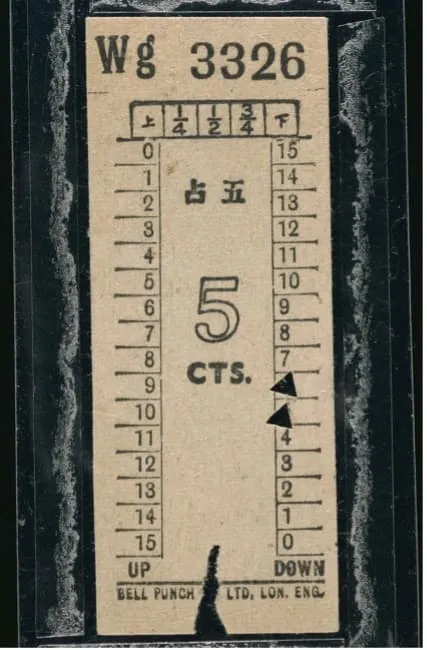 Wg 3326
上 1/4 1/2 3/4 下
0 15
1 14
2 13
占五
3 12
4 11
5 10
6 9
5
7 8
8 7
CTS.
9
10
11 4
12 3
13 2
14 1
15 0
UP DOWN
BELL PUNCH LTD, LON. ENG.